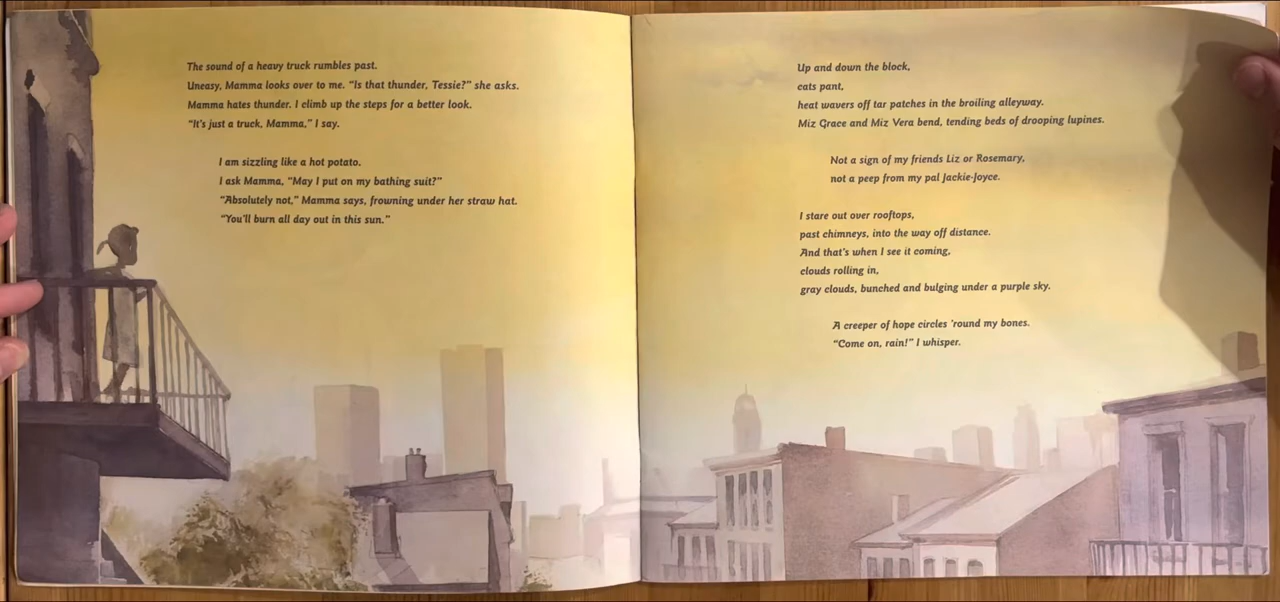 The sound of a heavy truck rumbles past.
Uneasy, Mamma looks over to me. "Is that thunder, Tessie?" she asks.
Mamma hates thunder. I climb up the steps for a better look.
"It's just a truck, Mamma," I say.
I am sizzling like a hot potato.
I ask Mamma, "May I put on my bathing suit?"
"Absolutely not," Mamma says, frowning under her straw hat.
"You'll burn all day out in this sun."
Up and down the block,
cats pant,
heat wavers off tar patches in the broiling alleyway.
Miz Grace and Miz Vera bend, tending beds of drooping lupines.
Not a sign of my friends Liz or Rosemary,
not a peep from my pal Jackie-Joyce.
I stare out over rooftops,
past chimneys, into the way off distance.
And that's when I see it coming,
clouds rolling in,
gray clouds, bunched and bulging under a purple sky.
A creeper of hope circles 'round my bones.
"Come on, rain!" I whisper.